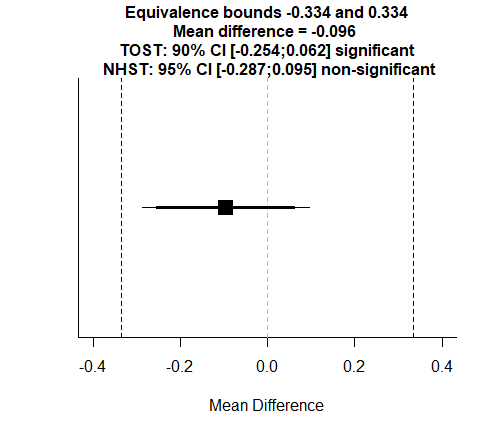 Equivalence bounds -0.334 and 0.334
Mean difference = -0.096
TOST: 90% CI [-0.254;0.062] significant
NHST: 95% CI [-0.287;0.095] non-significant
-0.4 -0.2 0.0 0.2 0.4
Mean Difference